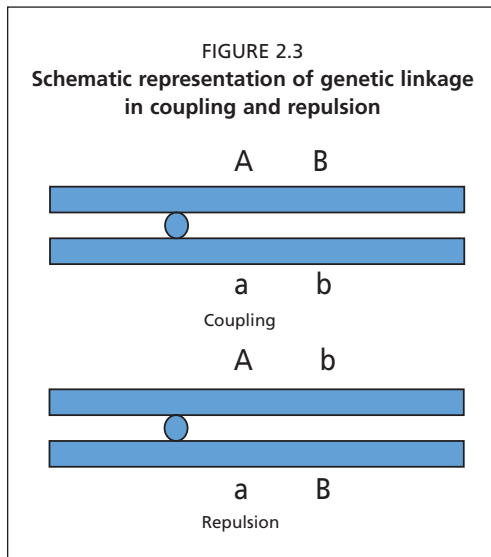 FIGURE 2.3
Schematic representation of genetic linkage
in coupling and repulsion
A B
a b
Coupling
A b
a B
Repulsion